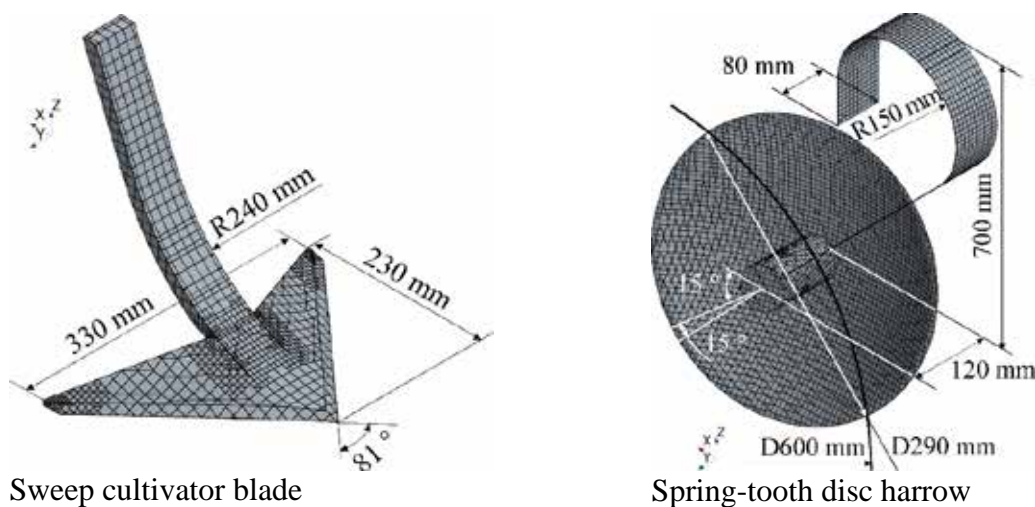 X Z
Y
R240 mm
330 mm
230 mm
81°
Sweep cultivator blade
80 mm
R150 mm
700 mm
15°
15°
120 mm
X Z
Y
D600 mm
D290 mm
Spring-tooth disc harrow